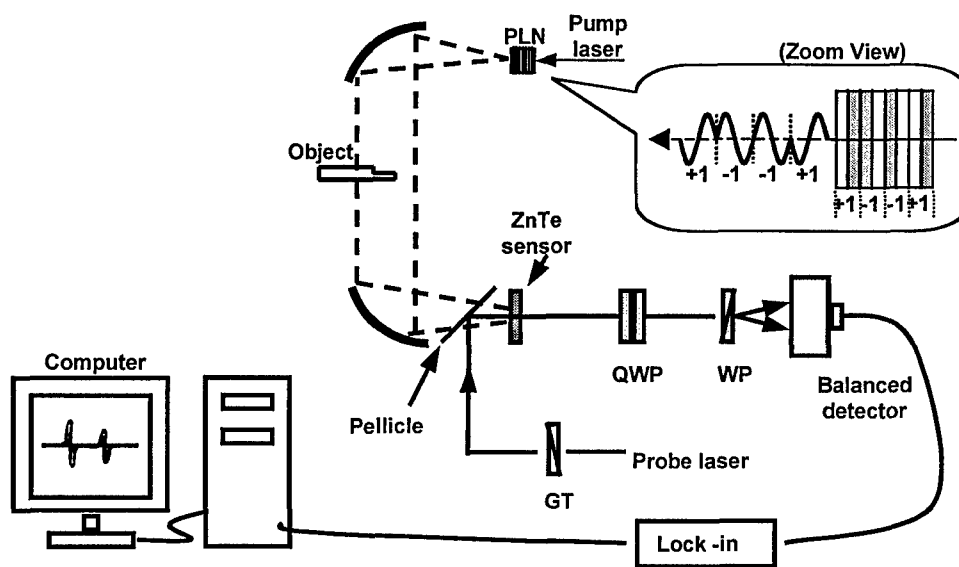 PLN
Pump
laser
(Zoom View)
+1 -1 -1 +1
+1 -1 -1 +1
Object
ZnTe
sensor
QWP
WP
Balanced
detector
Computer
Pellicle
GT
Probe laser
Lock -in